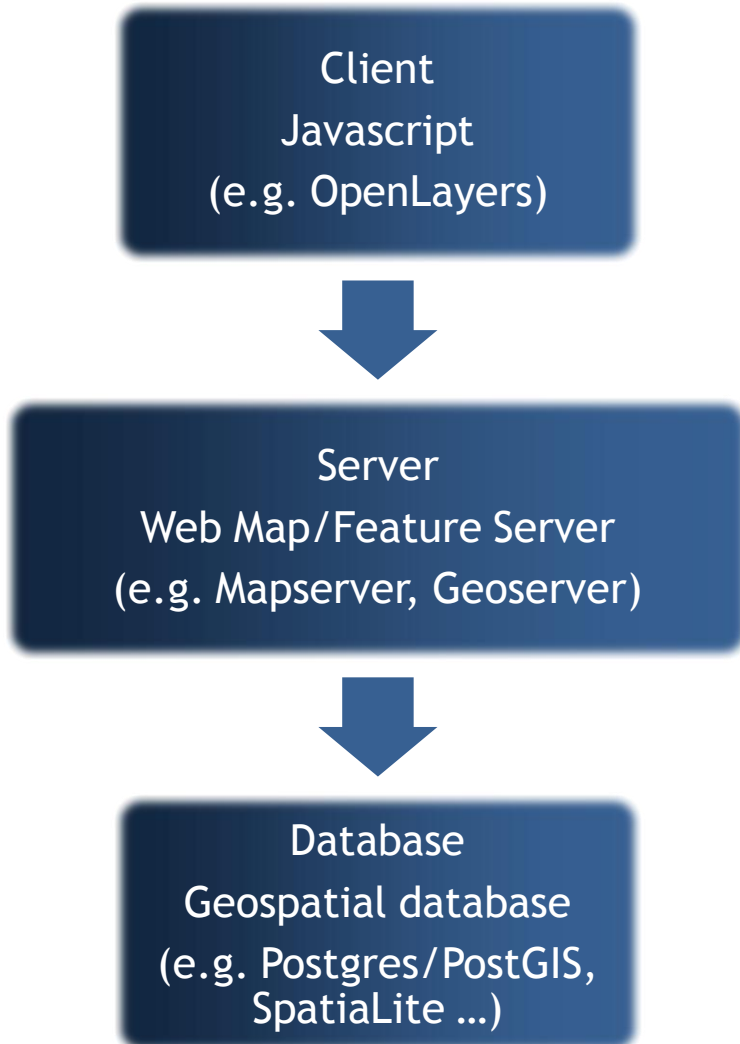 Client
Javascript
(e.g. OpenLayers)
Server
Web Map/Feature Server
(e.g. Mapserver, Geoserver)
Database
Geospatial database
(e.g. Postgres/PostGIS,
SpatiaLite …)